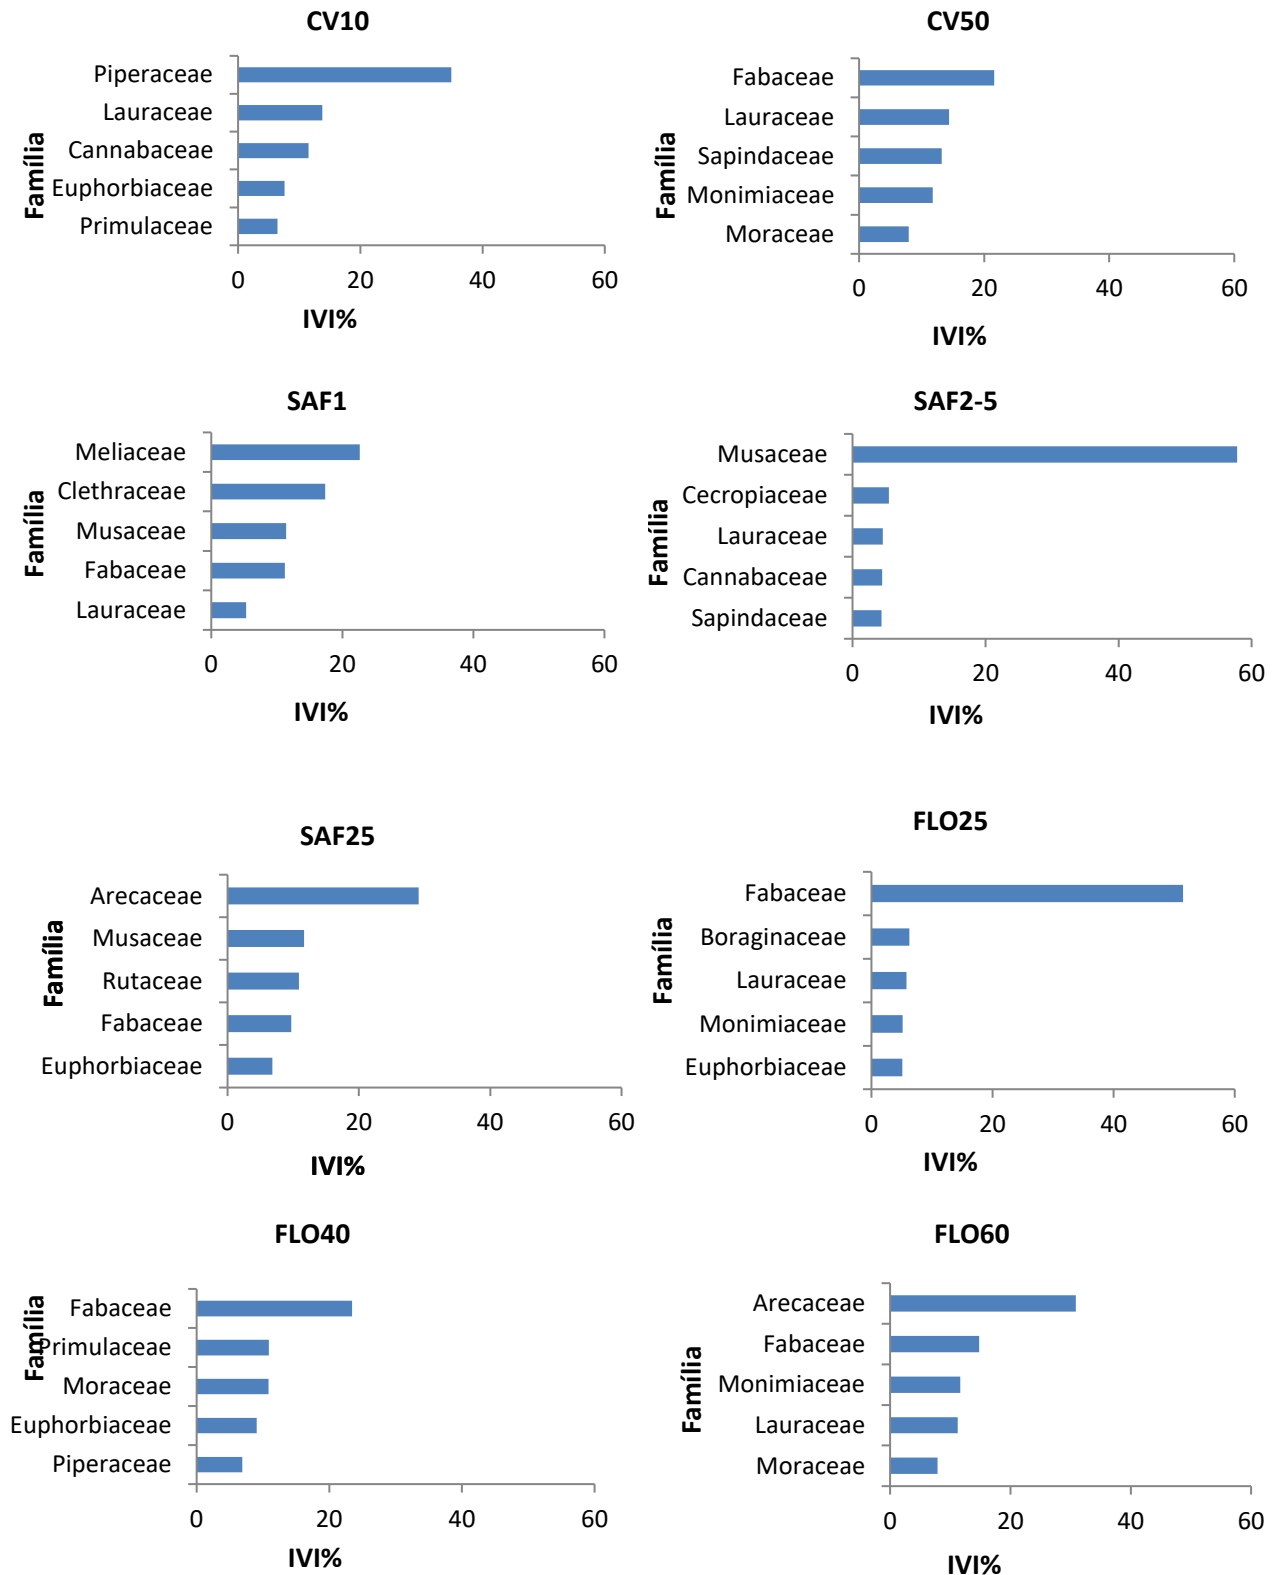 CV10
Família
Piperaceae
Lauraceae
Cannabaceae
Euphorbiaceae
Primulaceae
0 20 40 60
IVI%
CV50
Família
Fabaceae
Lauraceae
Sapindaceae
Monimiaceae
Moraceae
0 20 40 60
IVI%
SAF1
Família
Meliaceae
Clethraceae
Musaceae
Fabaceae
Lauraceae
0 20 40 60
IVI%
SAF2-5
Família
Musaceae
Cecropiaceae
Lauraceae
Cannabaceae
Sapindaceae
0 20 40 60
IVI%
SAF25
Família
Arecaceae
Musaceae
Rutaceae
Fabaceae
Euphorbiaceae
0 20 40 60
IVI%
FLO25
Família
Fabaceae
Boraginaceae
Lauraceae
Monimiaceae
Euphorbiaceae
0 20 40 60
IVI%
FLO40
Família
Fabaceae
Primulaceae
Moraceae
Euphorbiaceae
Piperaceae
0 20 40 60
IVI%
FLO60
Família
Arecaceae
Fabaceae
Monimiaceae
Lauraceae
Moraceae
0 20 40 60
IVI%